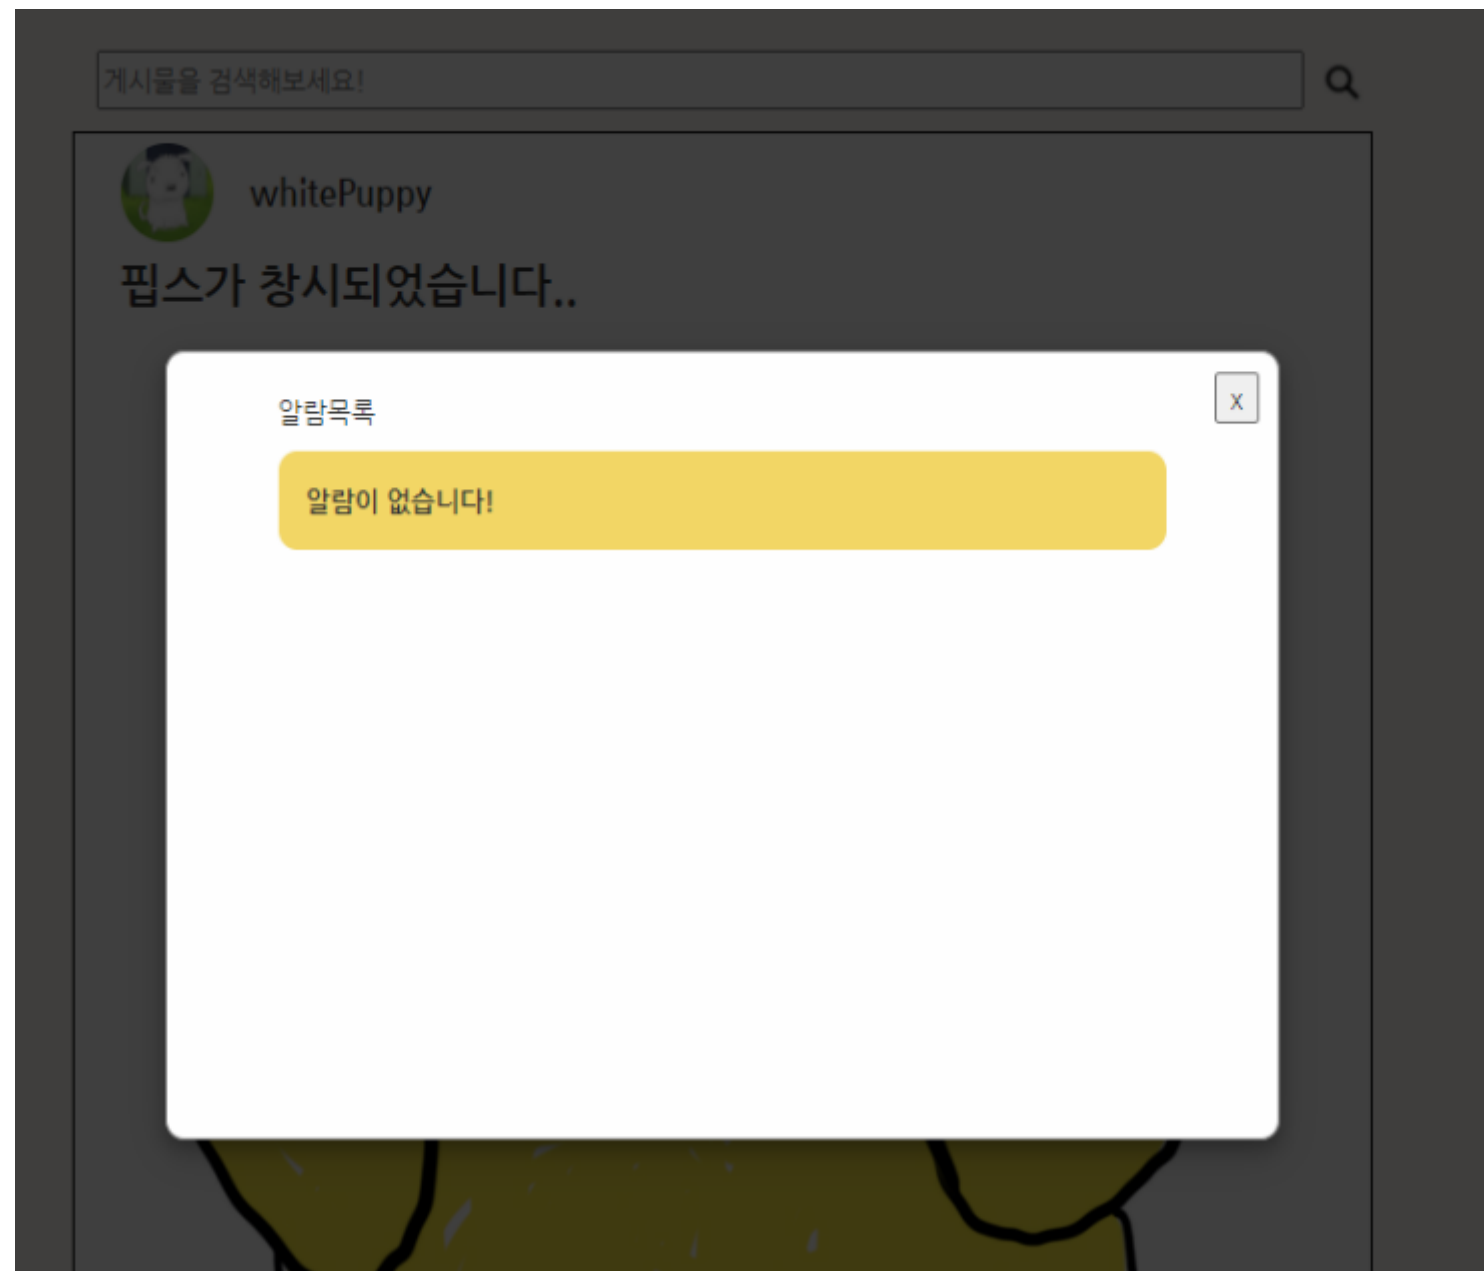 게시물을 검색해보세요!
whitePuppy
핍스가 창시되었습니다..
알람목록
x
알람이 없습니다!